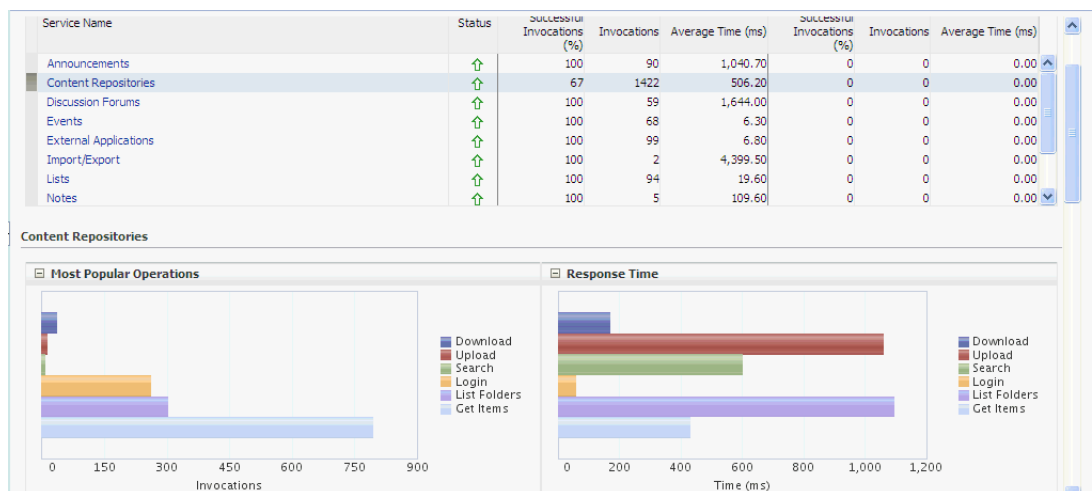 Service Name Status Successful Invocations (%) Invocations Average Time (ms) Successful Invocations (%) Invocations Average Time (ms)
Announcements 100 90 1,040.70 0 0 0.00
Content Repositories 67 1422 506.20 0 0 0.00
Discussion Forums 100 59 1,644.00 0 0 0.00
Events 100 68 6.30 0 0 0.00
External Applications 100 99 6.80 0 0 0.00
Import/Export 100 2 4,399.50 0 0 0.00
Lists 100 94 19.60 0 0 0.00
Notes 100 5 109.60 0 0 0.00
Content Repositories
Most Popular Operations
Download
Upload
Search
Login
List Folders
Get Items
0 150 300 450 600 750 900
Invocations
Response Time
Download
Upload
Search
Login
List Folders
Get Items
0 200 400 600 800 1,000 1,200
Time (ms)